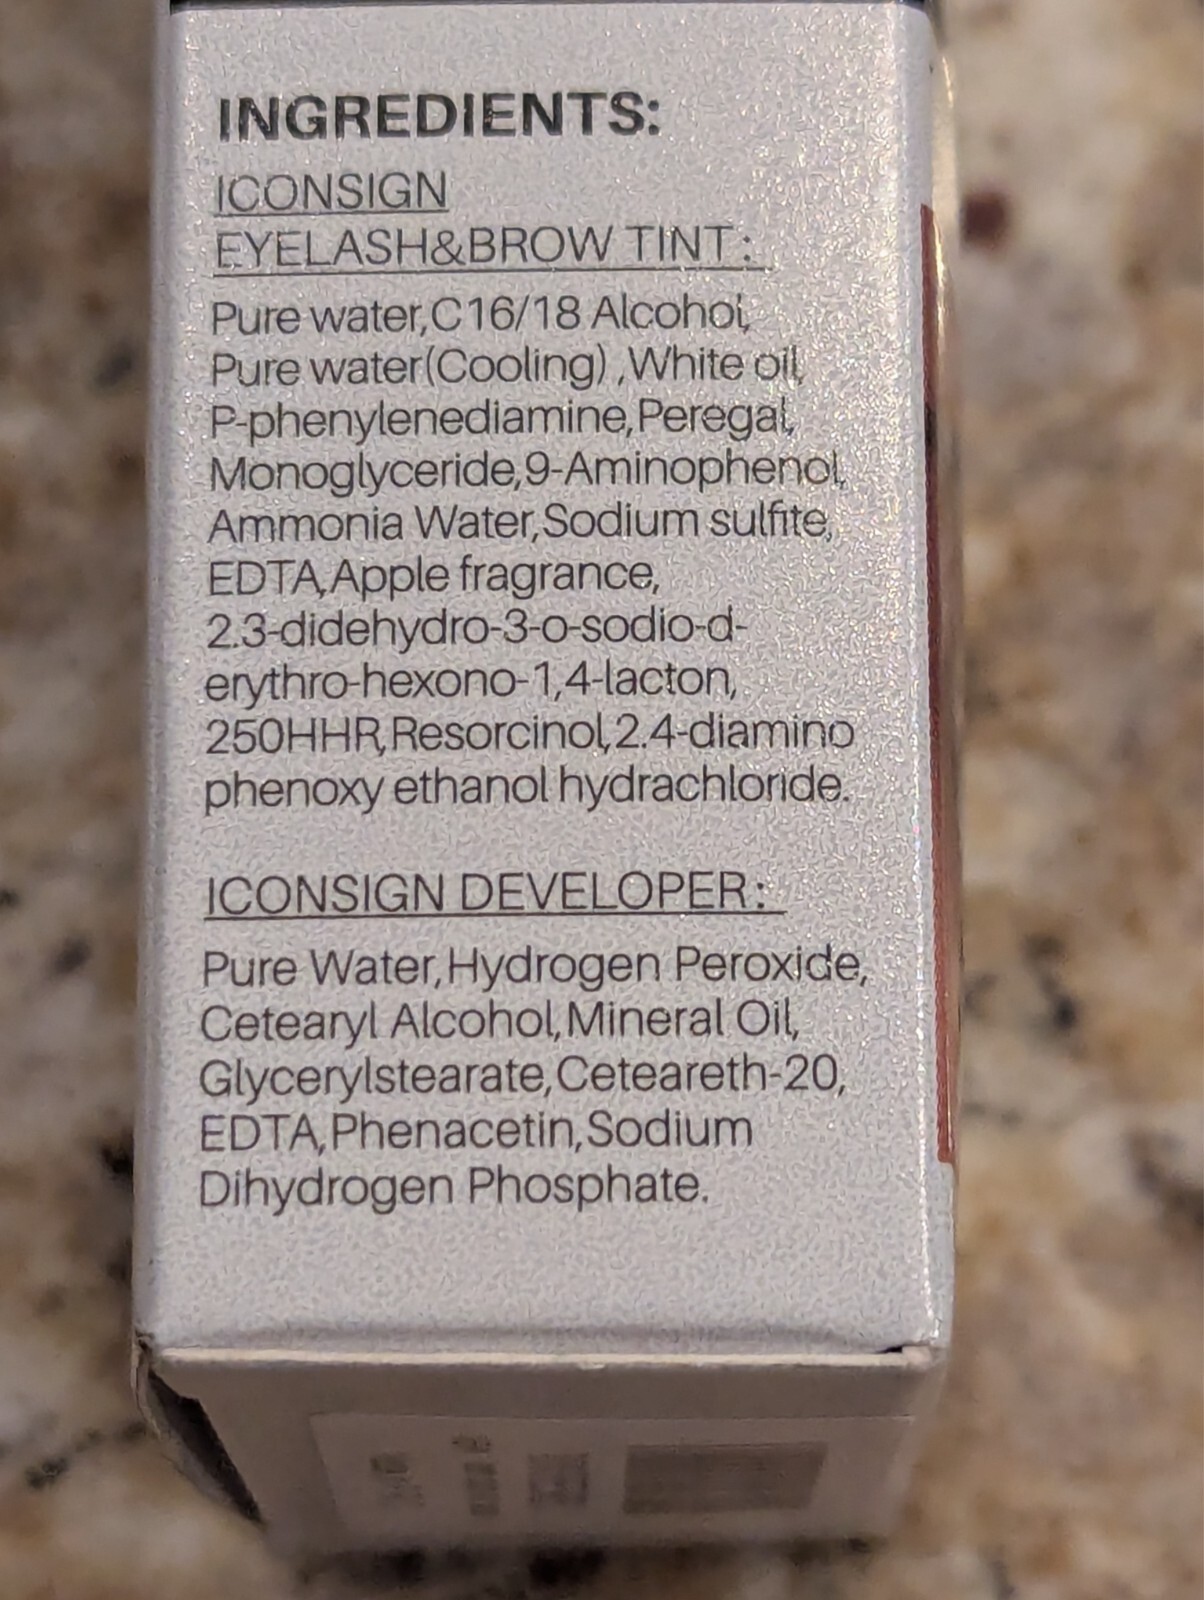 INGREDIENTS:
ICONSIGN
EYELASH&BROW TINT:
Pure water,C16/18 Alcohol,
Pure water(Cooling) ,White oil,
P-phenylenediamine,Peregal,
Monoglyceride,9-Aminophenol,
Ammonia Water,Sodium sulfite,
EDTA,Apple fragrance,
2.3-didehydro-3-o-sodio-d-
erythro-hexono-1,4-lacton,
250HHR,Resorcinol,2.4-diamino
phenoxy ethanol hydrachloride.
ICONSIGN DEVELOPER:
Pure Water,Hydrogen Peroxide,
Cetearyl Alcohol,Mineral Oil,
Glycerylstearate,Ceteareth-20,
EDTA,Phenacetin,Sodium
Dihydrogen Phosphate.